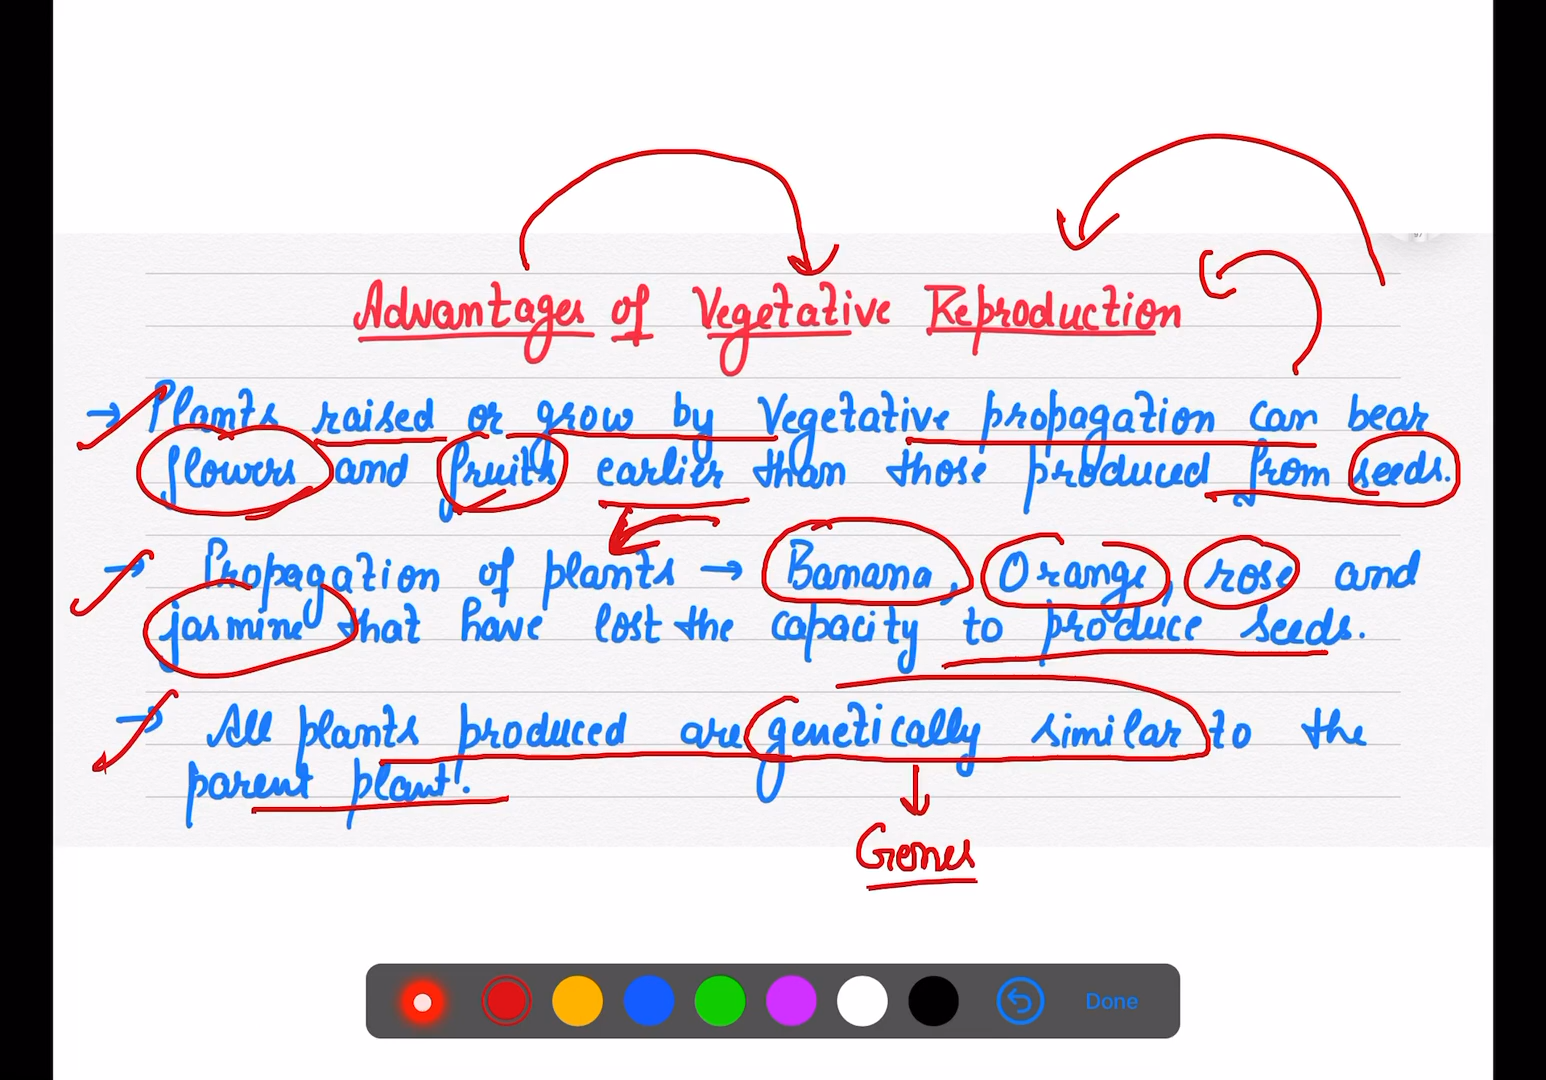 Advantages of Vegetative Reproduction
→ Plants raised or grow by Vegetative propagation can bear
flowers and fruits earlier than those produced from seeds.
→ Propagation of plants → Banana, Orange, rose and
jasmine that have lost the capacity to produce seeds.
→ All plants produced are genetically similar to the
parent plant.
Genes
Done